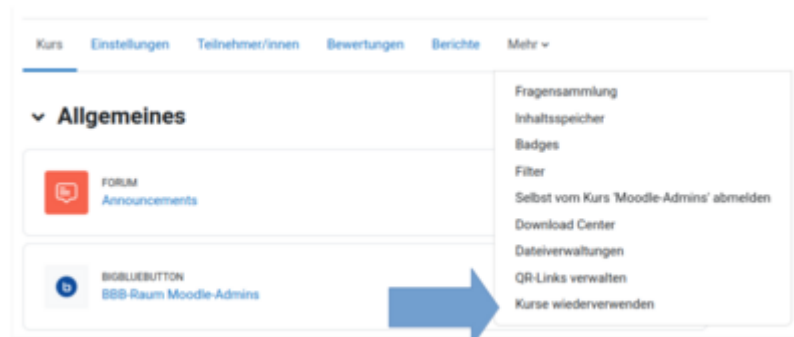 Kurs Einstellungen Teilnehmer/innen Bewertungen Berichte Mehr
Allgemeines
FORUM
Announcements
BIGBLUEBUTTON
BBB-Raum Moodle-Admins
Fragensammlung
Inhaltsspeicher
Badges
Filter
Selbst vom Kurs 'Moodle-Admins' abmelden
Download Center
Dateiverwaltungen
QR-Links verwalten
Kurse wiederverwenden